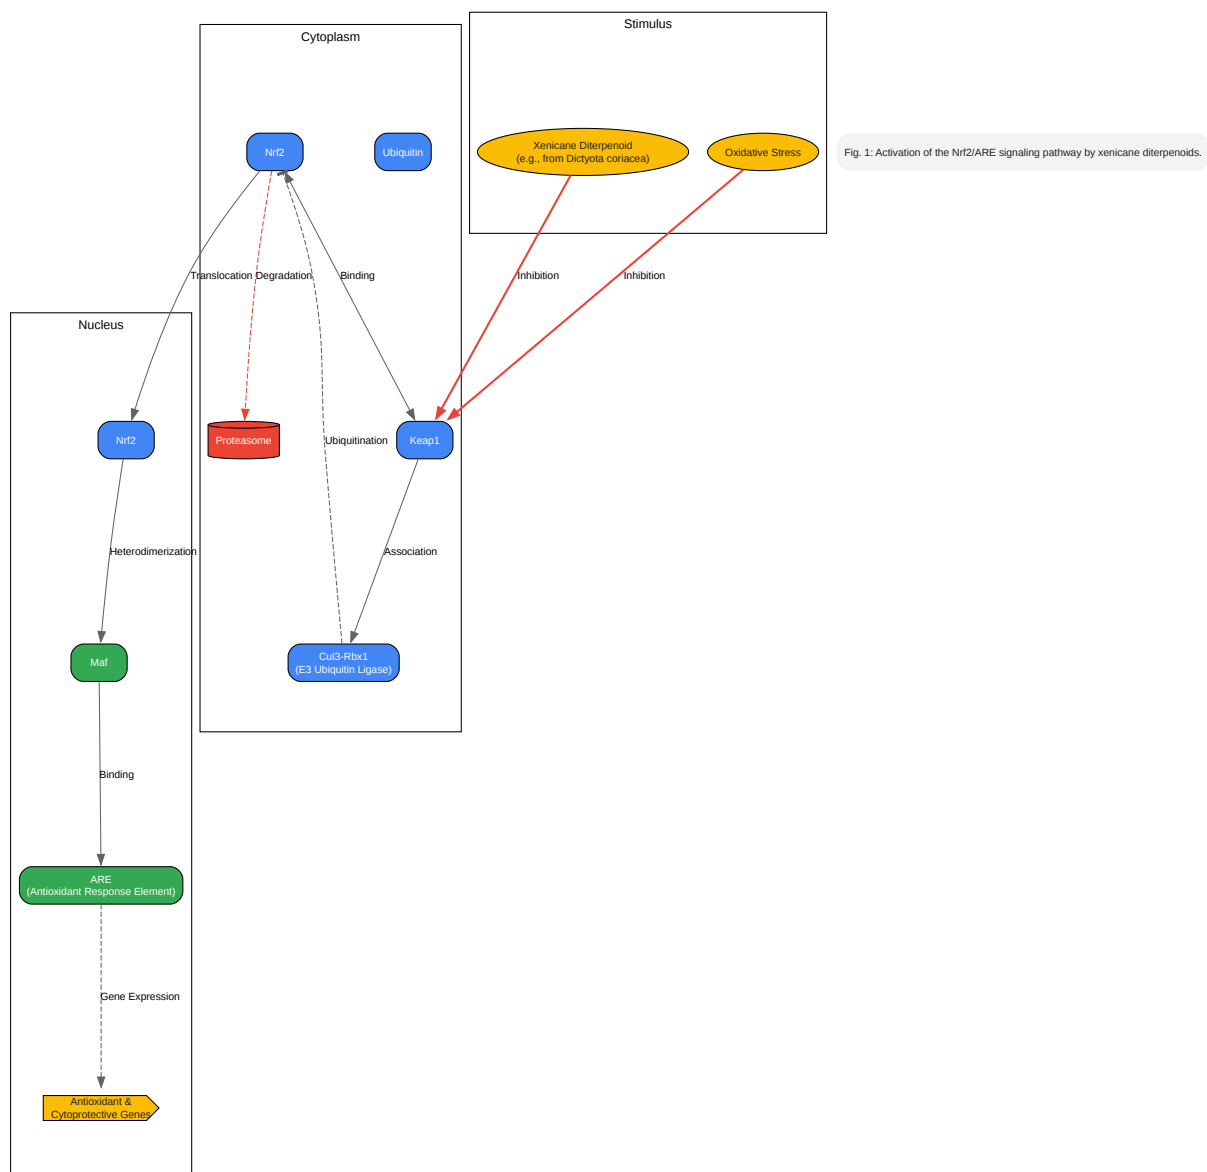 Stimulus
Cytoplasm
Nrf2
Ubiquitin
Xenicane Diterpenoid
(e.g., from Dictyota coriacea)
Oxidative Stress
Fig. 1: Activation of the Nrf2/ARE signaling pathway by xenicane diterpenoids.
Translocation
Degradation
Binding
Inhibition
Inhibition
Nucleus
Nrf2
Proteasome
Ubiquitination
Keap1
Heterodimerization
Association
Maf
Cul3-Rbx1
(E3 Ubiquitin Ligase)
Binding
ARE
(Antioxidant Response Element)
Gene Expression
Antioxidant &
Cytoprotective Genes